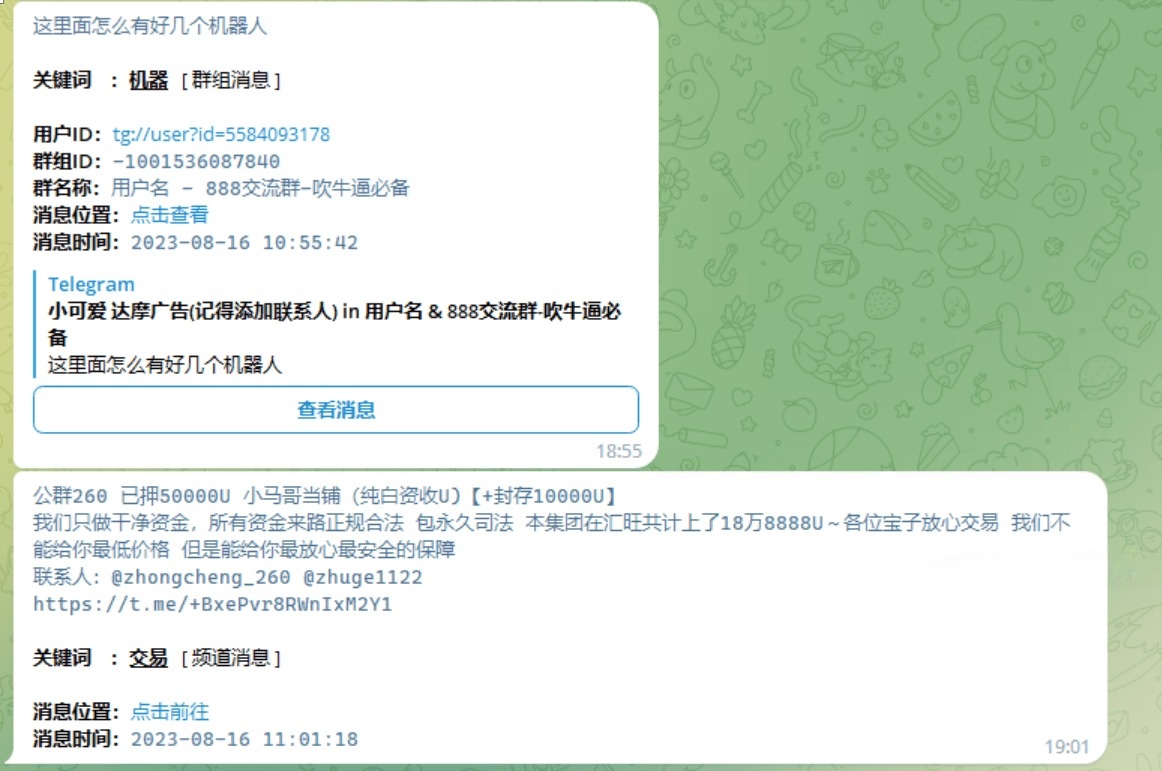 这里面怎么有好几个机器人
关键词 ：机器 [ 群组消息 ]
用户ID：tg://user?id=5584093178
群组ID：-1001536087840
群名称：用户名 - 888交流群-吹牛逼必备
消息位置：点击查看
消息时间：2023-08-16 10:55:42
Telegram
小可爱 达摩广告(记得添加联系人) in 用户名 & 888交流群-吹牛逼必
备
这里面怎么有好几个机器人
查看消息
18:55
公群260 已押50000U 小马哥当铺（纯白资收U）【+封存10000U】
我们只做干净资金，所有资金来路正规合法 包永久司法 本集团在汇旺共计上了18万8888U～各位宝子放心交易 我们不
能给你最低价格 但是能给你最放心最安全的保障
联系人：@zhongcheng_260 @zhuge1122
https://t.me/+BxePvr8RWnIxM2Y1
关键词 ：交易 [ 频道消息 ]
消息位置：点击前往
消息时间：2023-08-16 11:01:18
19:01